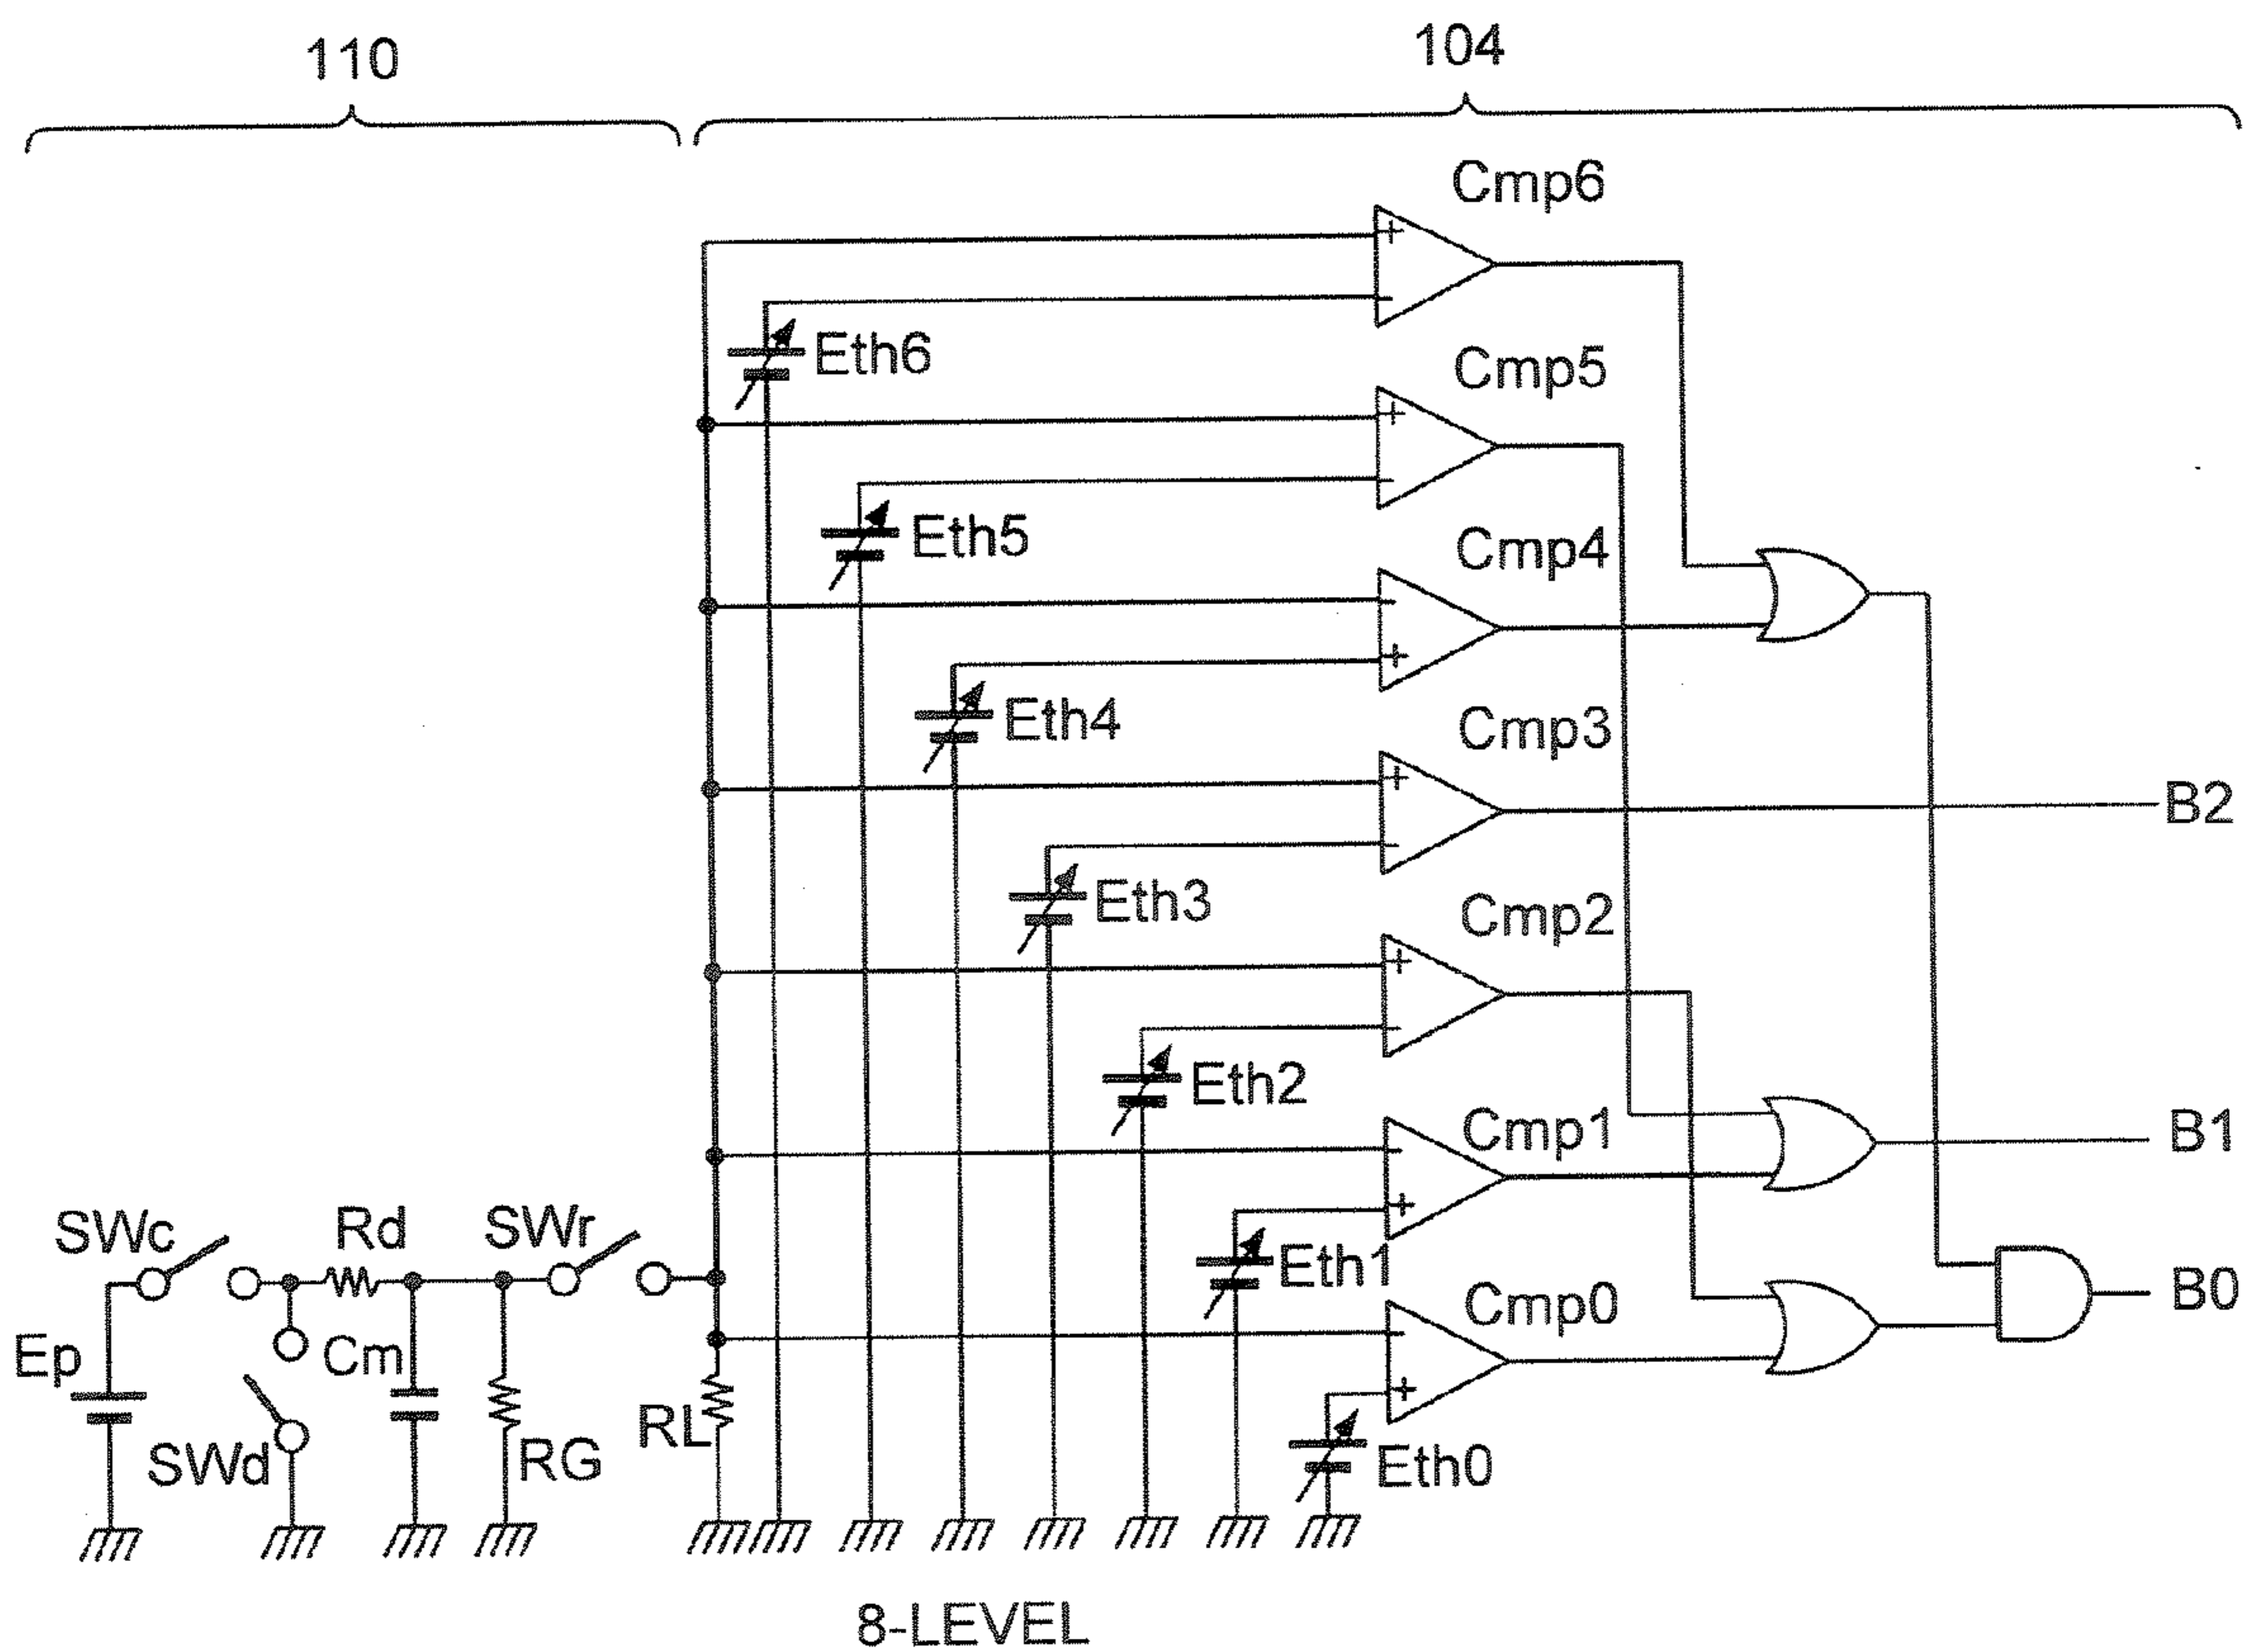 110
104
Cmp6
Eth6
Cmp5
Eth5
Cmp4
Eth4
Cmp3
B2
Eth3
Cmp2
Eth2
Cmp1
B1
SWc
Rd
SWr
Eth1
Cmp0
B0
Ep
Cm
RL
SWd
RG
Eth0
8-LEVEL
+
-
+
-
-
+
+
-
+
-
-
+
-
+